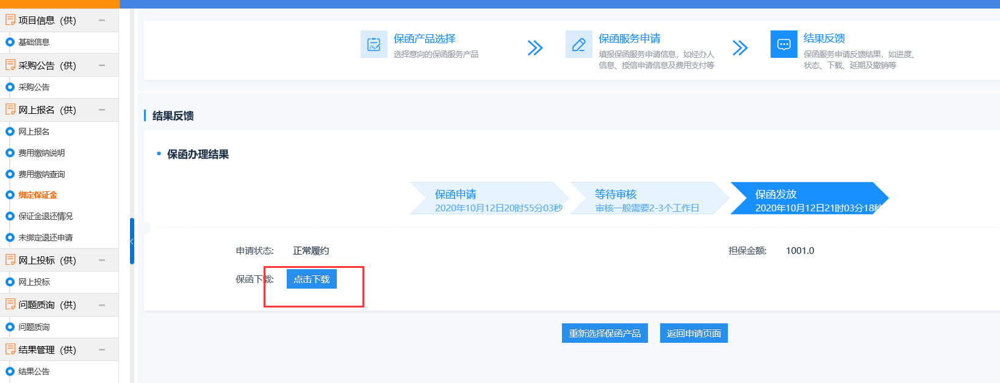 项目信息（供）
基础信息
采购公告（供）
采购公告
网上报名（供）
网上报名
费用缴纳说明
费用缴纳查询
绑定保证金
保证金退还情况
未绑定退还申请
网上投标（供）
网上投标
问题质询（供）
问题质询
结果管理（供）
结果公告
保函产品选择
选择意向的保函服务产品
保函服务申请
填报保函服务申请信息，如经办人
信息、授信申请信息及费用支付等
结果反馈
保函服务申请反馈结果，如进度、
状态、下载、延期及撤销等
结果反馈
保函办理结果
保函申请
2020年10月12日20时55分03秒
等待审核
审核一般需要2-3个工作日
保函发放
2020年10月12日21时03分18秒
申请状态: 正常履约
担保金额: 1001.0
保函下载: 点击下载
重新选择保函产品
返回申请页面